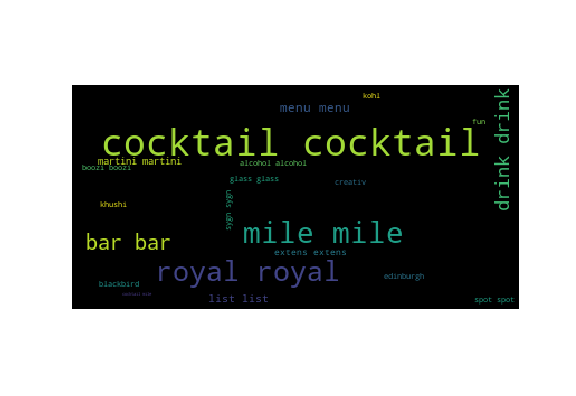 kohi
menu menu
drink drink
fun
cocktail cocktail
martini martini
alcohol alcohol
boozi boozi
glass glass
creativ
sygn sygn
khushi
mile mile
bar bar
extens extens
royal royal
edinburgh
blackbird
list list
spot spot